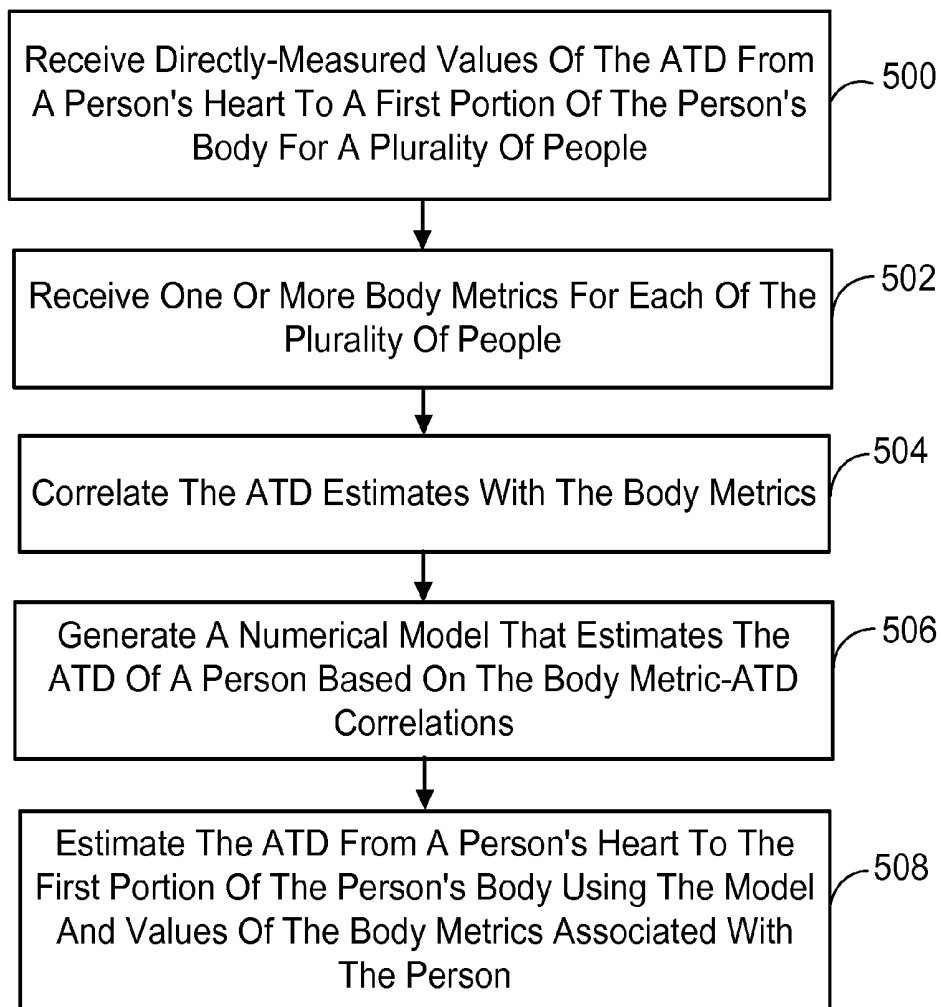 Receive Directly-Measured Values Of The ATD From
A Person's Heart To A First Portion Of The Person's
Body For A Plurality Of People
500
Receive One Or More Body Metrics For Each Of The
Plurality Of People
502
Correlate The ATD Estimates With The Body Metrics
504
Generate A Numerical Model That Estimates The
ATD Of A Person Based On The Body Metric-ATD
Correlations
506
Estimate The ATD From A Person's Heart To The
First Portion Of The Person's Body Using The Model
And Values Of The Body Metrics Associated With
The Person
508